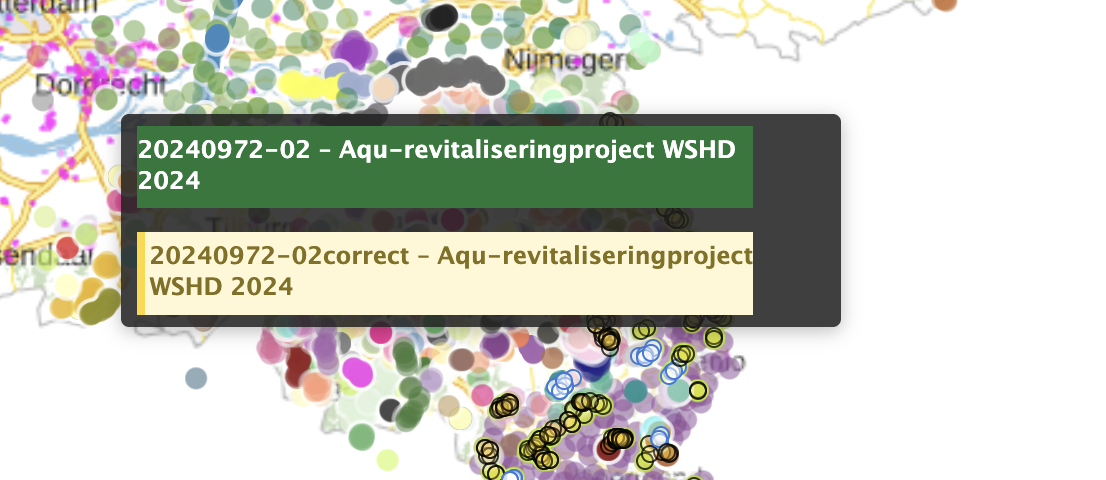 Nijmegen
Dordrecht
20240972-02 - Aqu-revitaliseringproject WSHD
2024
20240972-02correct - Aqu-revitaliseringproject
WSHD 2024